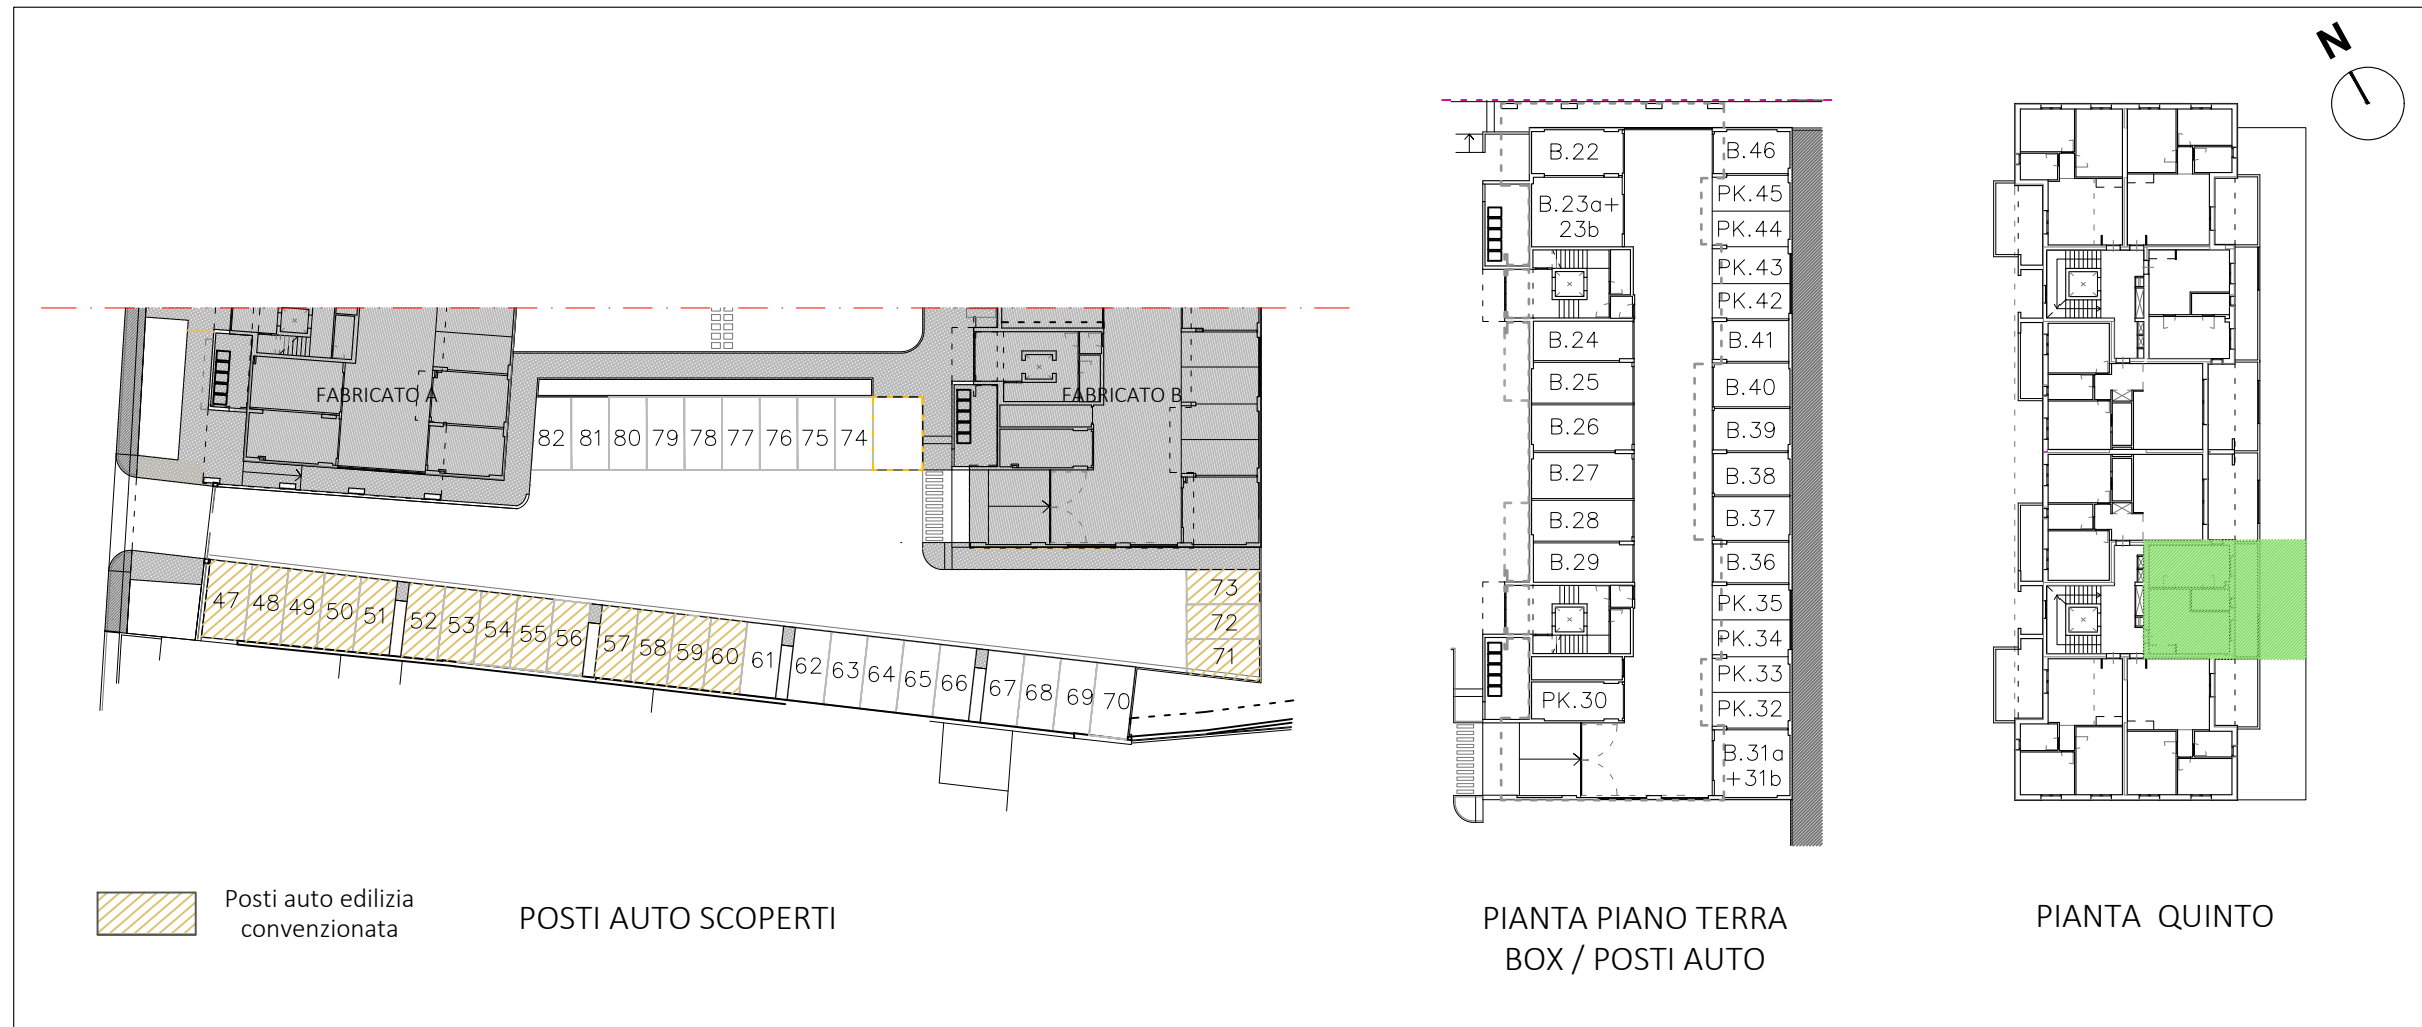 N
FABRICATO A
FABRICATO B
82 81 80 79 78 77 76 75 74
47 48 49 50 51 52 53 54 55 56 57 58 59 60 61 62 63 64 65 66 67 68 69 70
73
72
71
Posti auto edilizia
convenzionata
POSTI AUTO SCOPERTI
B.22
B.23a+
23b
B.24
B.25
B.26
B.27
B.28
B.29
PK.30
B.46
PK.45
PK.44
PK.43
PK.42
B.41
B.40
B.39
B.38
B.37
B.36
PK.35
PK.34
PK.33
PK.32
B.31a
+31b
PIANTA PIANO TERRA
BOX / POSTI AUTO
PIANTA QUINTO